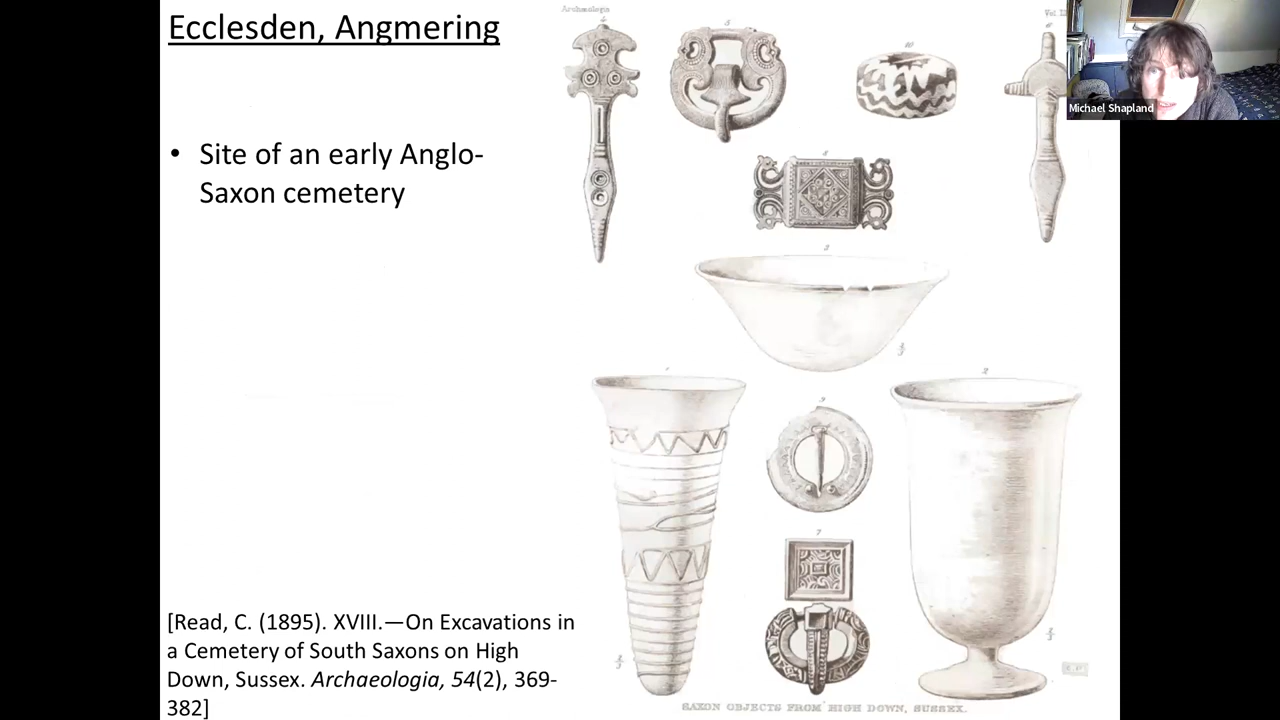 Ecclesden, Angmering
Archaeologia
Michael Shapland
• Site of an early Anglo-
Saxon cemetery
[Read, C. (1895). XVIII.—On Excavations in
a Cemetery of South Saxons on High
Down, Sussex. Archaeologia, 54(2), 369-
382]
SAXON OBJECTS FROM HIGH DOWN, SUSSEX.